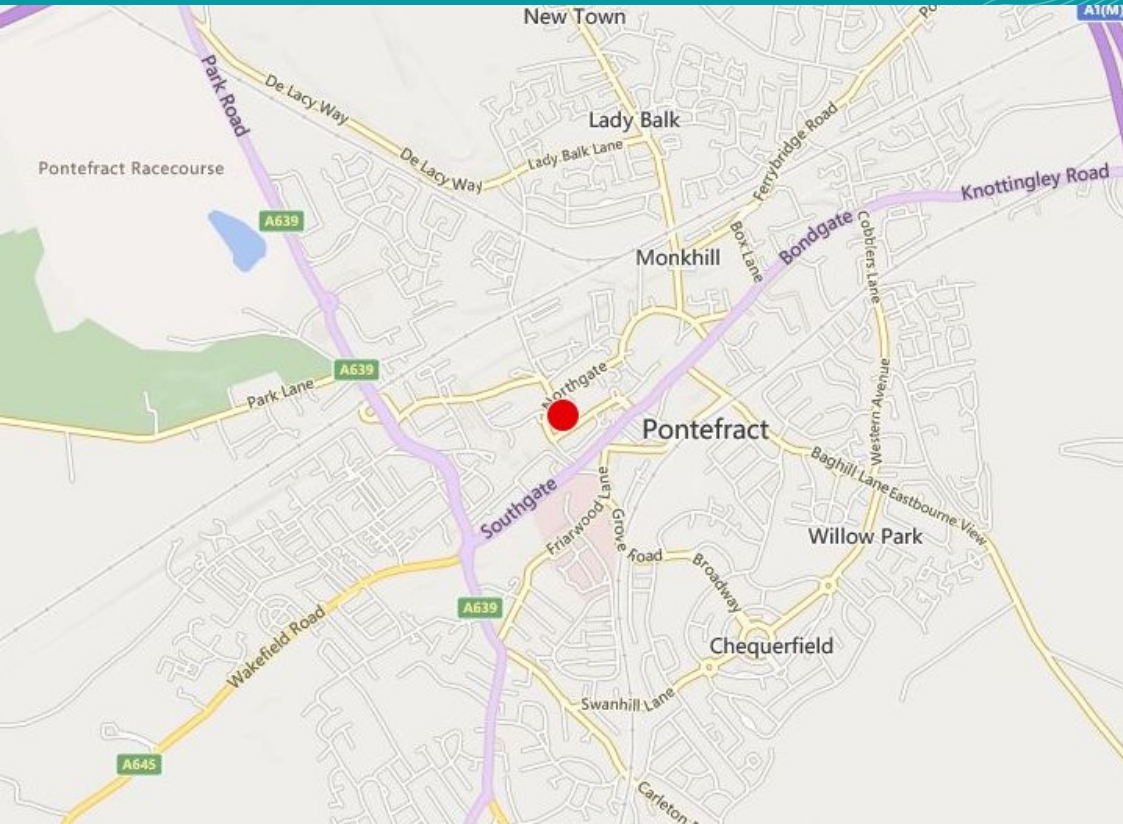 New Town
A1(M)
Park Road
De Lacy Way
Lady Balk
Ferrybridge Road
De Lacy Way
Lady Balk Lane
Pontefract Racecourse
Knottingley Road
A639
Bondgate
Cobblers Lane
Box Lane
Monkhill
A639
Park Lane
Northgate
Western Avenue
Pontefract
Baghill Lane
Eastbourne View
Southgate
Friarwood Lane
Grove Road
Willow Park
Broadway
A639
Wakefield Road
Chequerfield
Swanhill Lane
A645
Carleton